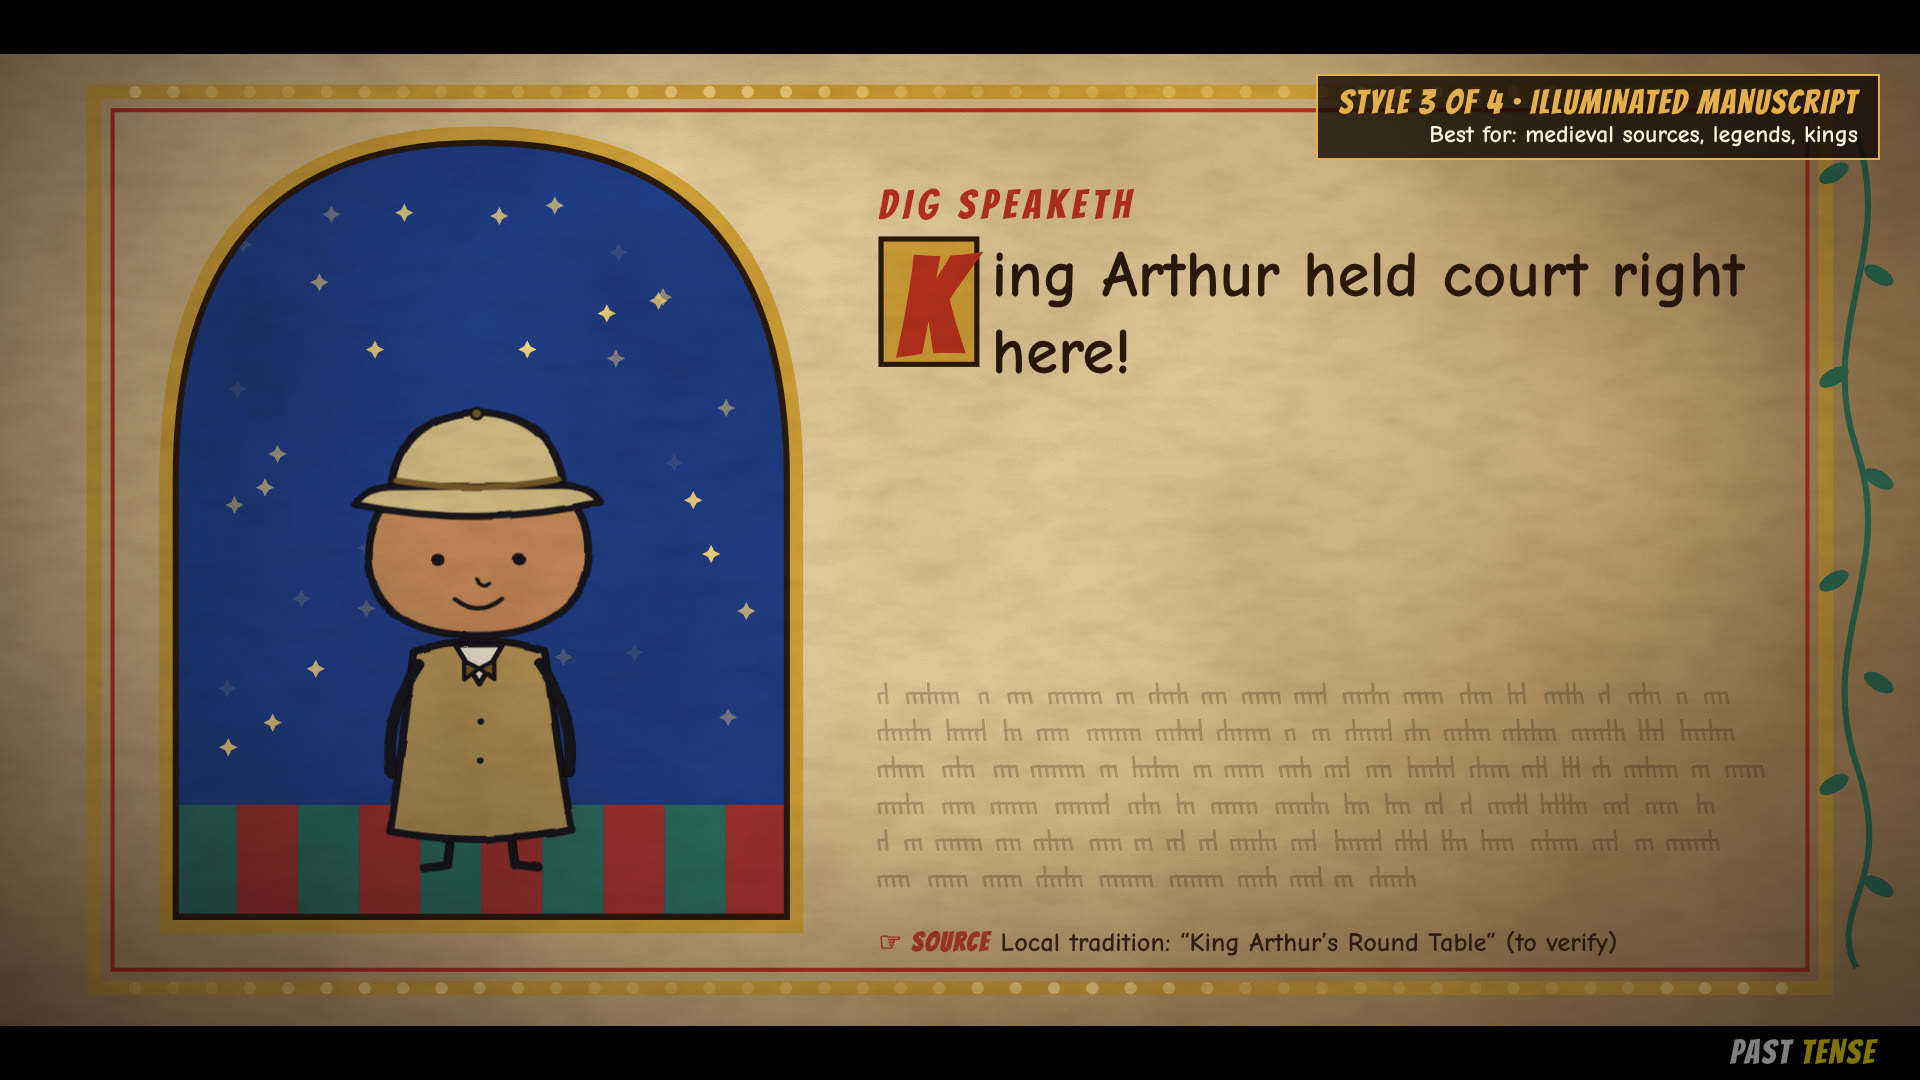 STYLE 3 OF 4 • ILLUMINATED MANUSCRIPT
Best for: medieval sources, legends, kings
DIG SPEAKETH
King Arthur held court right
here!
☞ SOURCE Local tradition: “King Arthur’s Round Table” (to verify)
PAST TENSE